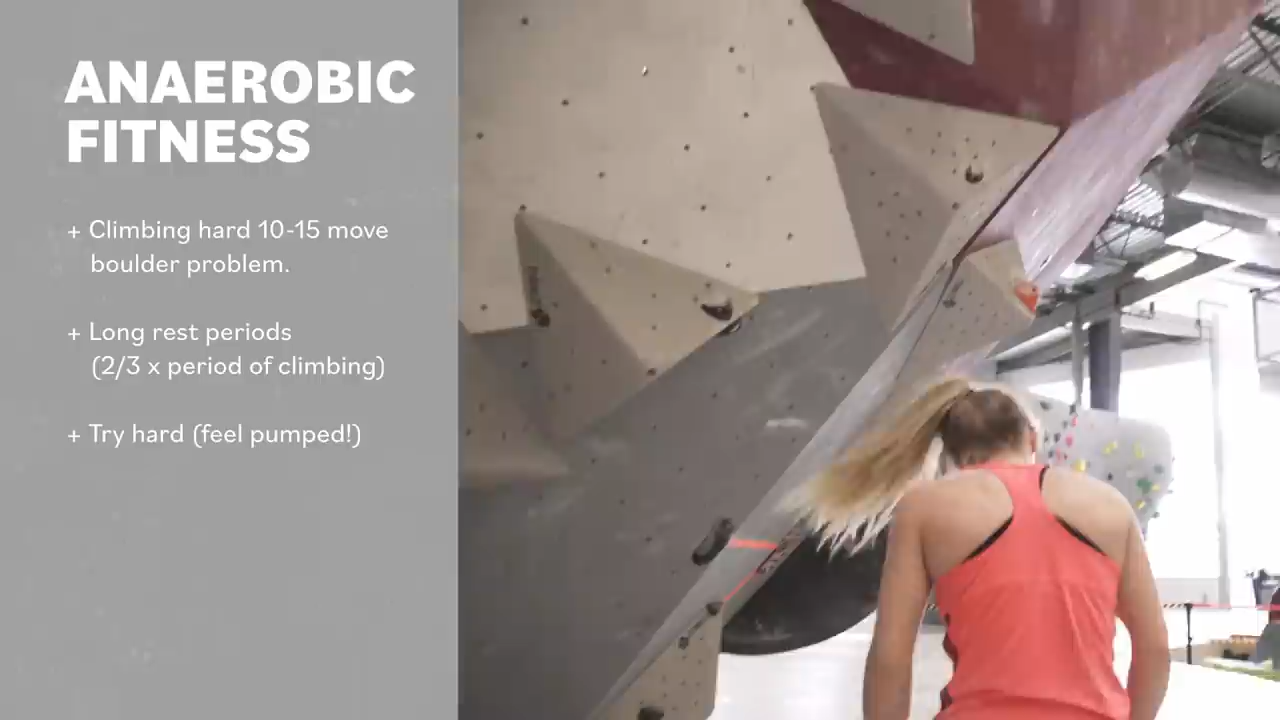 ANAEROBIC
FITNESS
+ Climbing hard 10-15 move
boulder problem.
+ Long rest periods
(2/3 x period of climbing)
+ Try hard (feel pumped!)